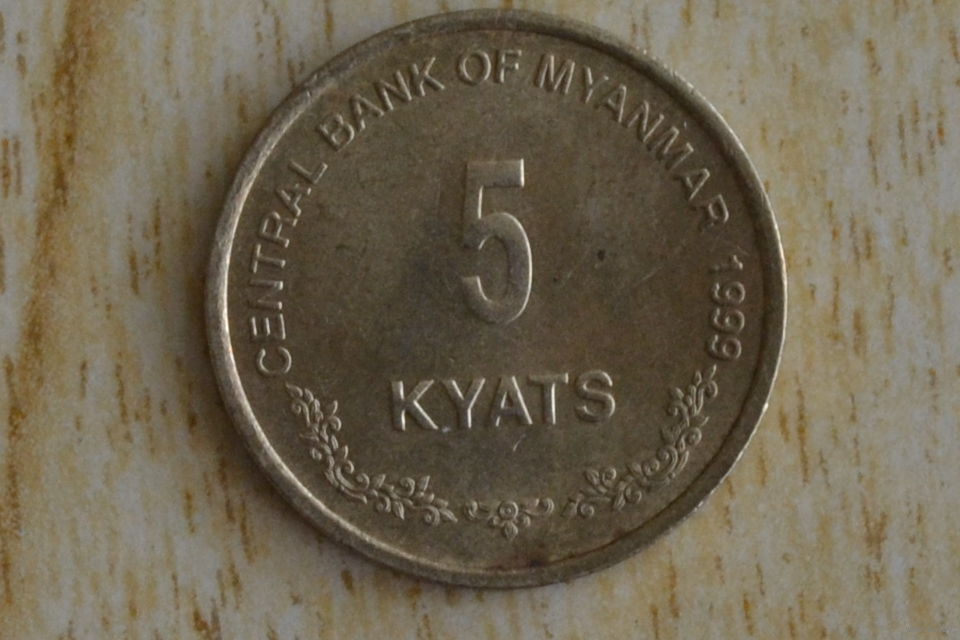 CENTRAL BANK OF MYANMAR 1999
5
KYATS